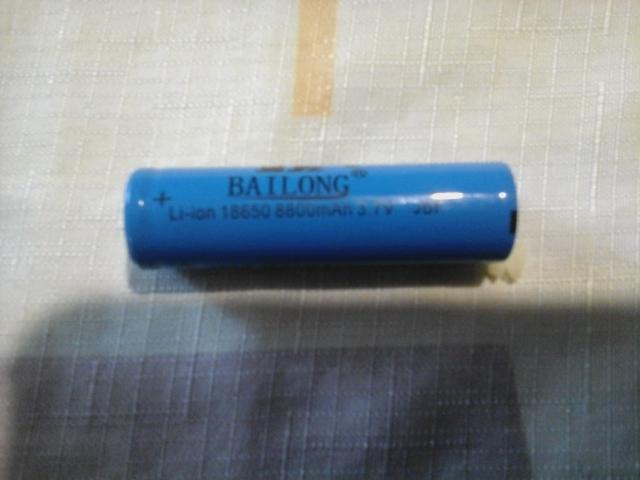 BAILONG®
+
Li-ion 18650 8800mAh 3.7V